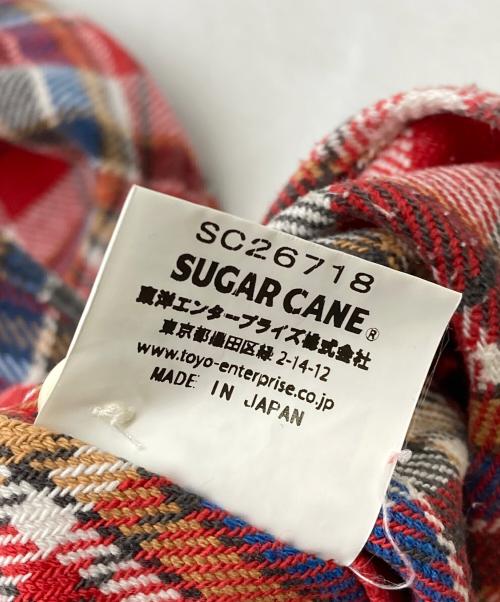 SC26718
SUGAR CANE®
東洋エンタープライズ株式会社
東京都墨田区緑 2-14-12
www.toyo-enterprise.co.jp
MADE IN JAPAN